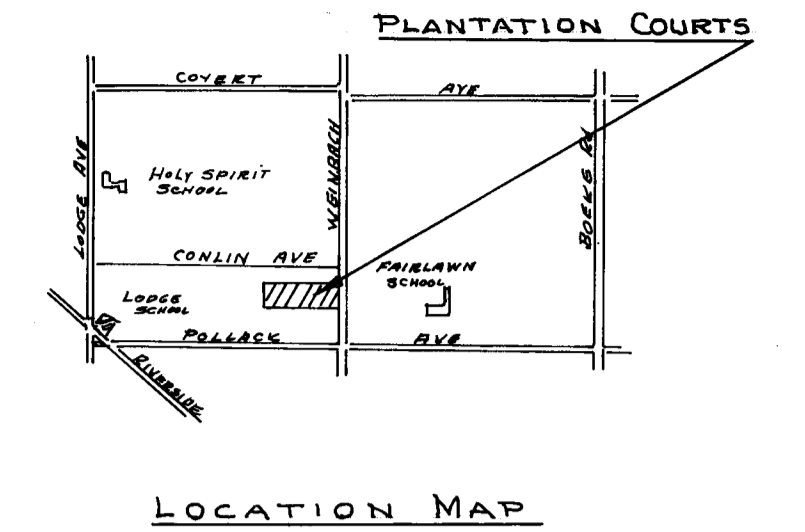 PLANTATION COURTS
COVERT AVE
LODGE AVE
HOLY SPIRIT
SCHOOL
WEINBACH
BOEKE RD
CONLIN AVE
FAIRLAWN
SCHOOL
LODGE
SCHOOL
POLLACK AVE
RIVERSIDE
LOCATION MAP